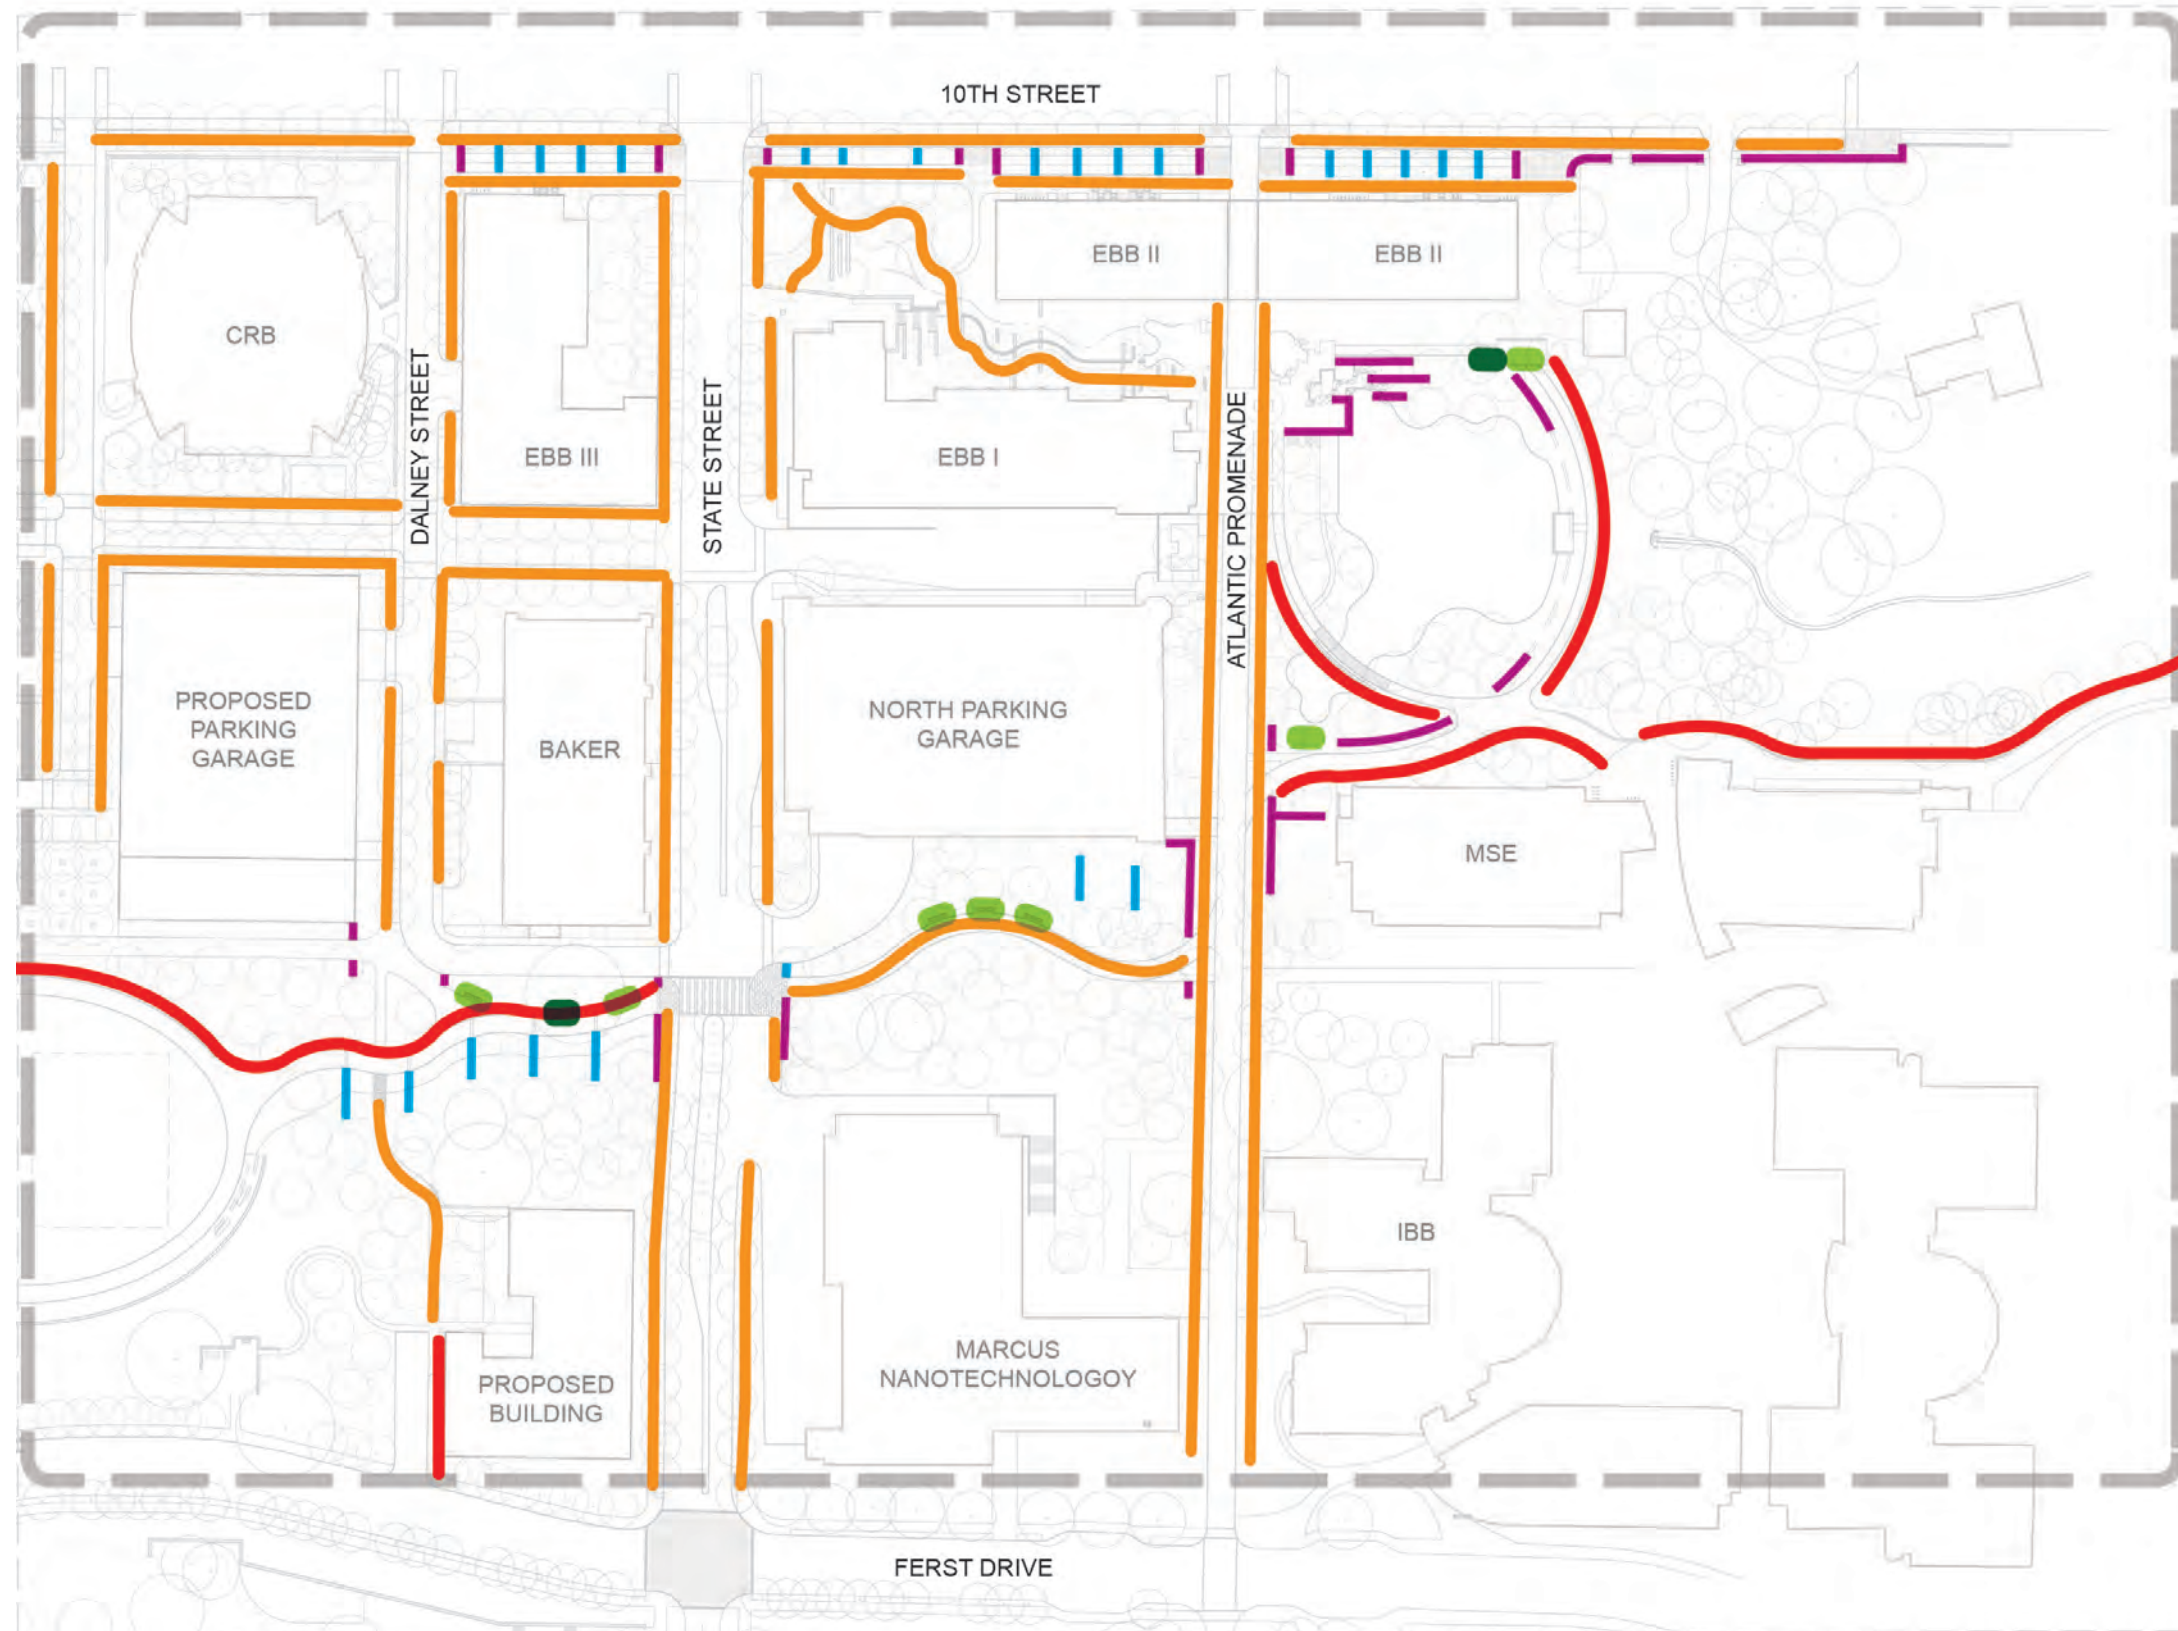 10TH STREET
EBB II
EBB II
CRB
DALNEY STREET
EBB III
STATE STREET
EBB I
ATLANTIC PROMENADE
PROPOSED
PARKING
GARAGE
BAKER
NORTH PARKING
GARAGE
MSE
IBB
MARCUS
NANOTECHNOLOGOY
PROPOSED
BUILDING
FERST DRIVE